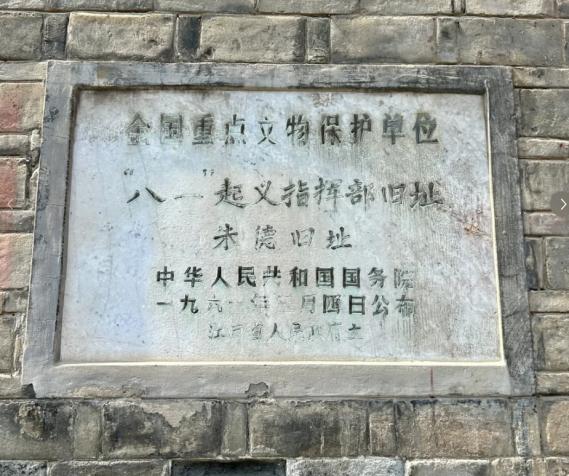 全国重点文物保护单位
“八一”起义指挥部旧址
朱德旧址
中华人民共和国国务院
一九六一年三月四日公布
江西省人民政府立